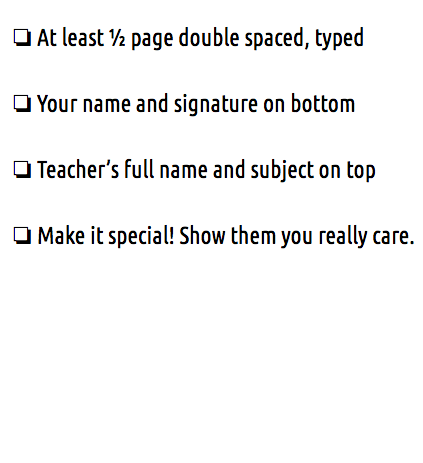 ❏ At least ½ page double spaced, typed
❏ Your name and signature on bottom
❏ Teacher’s full name and subject on top
❏ Make it special! Show them you really care.